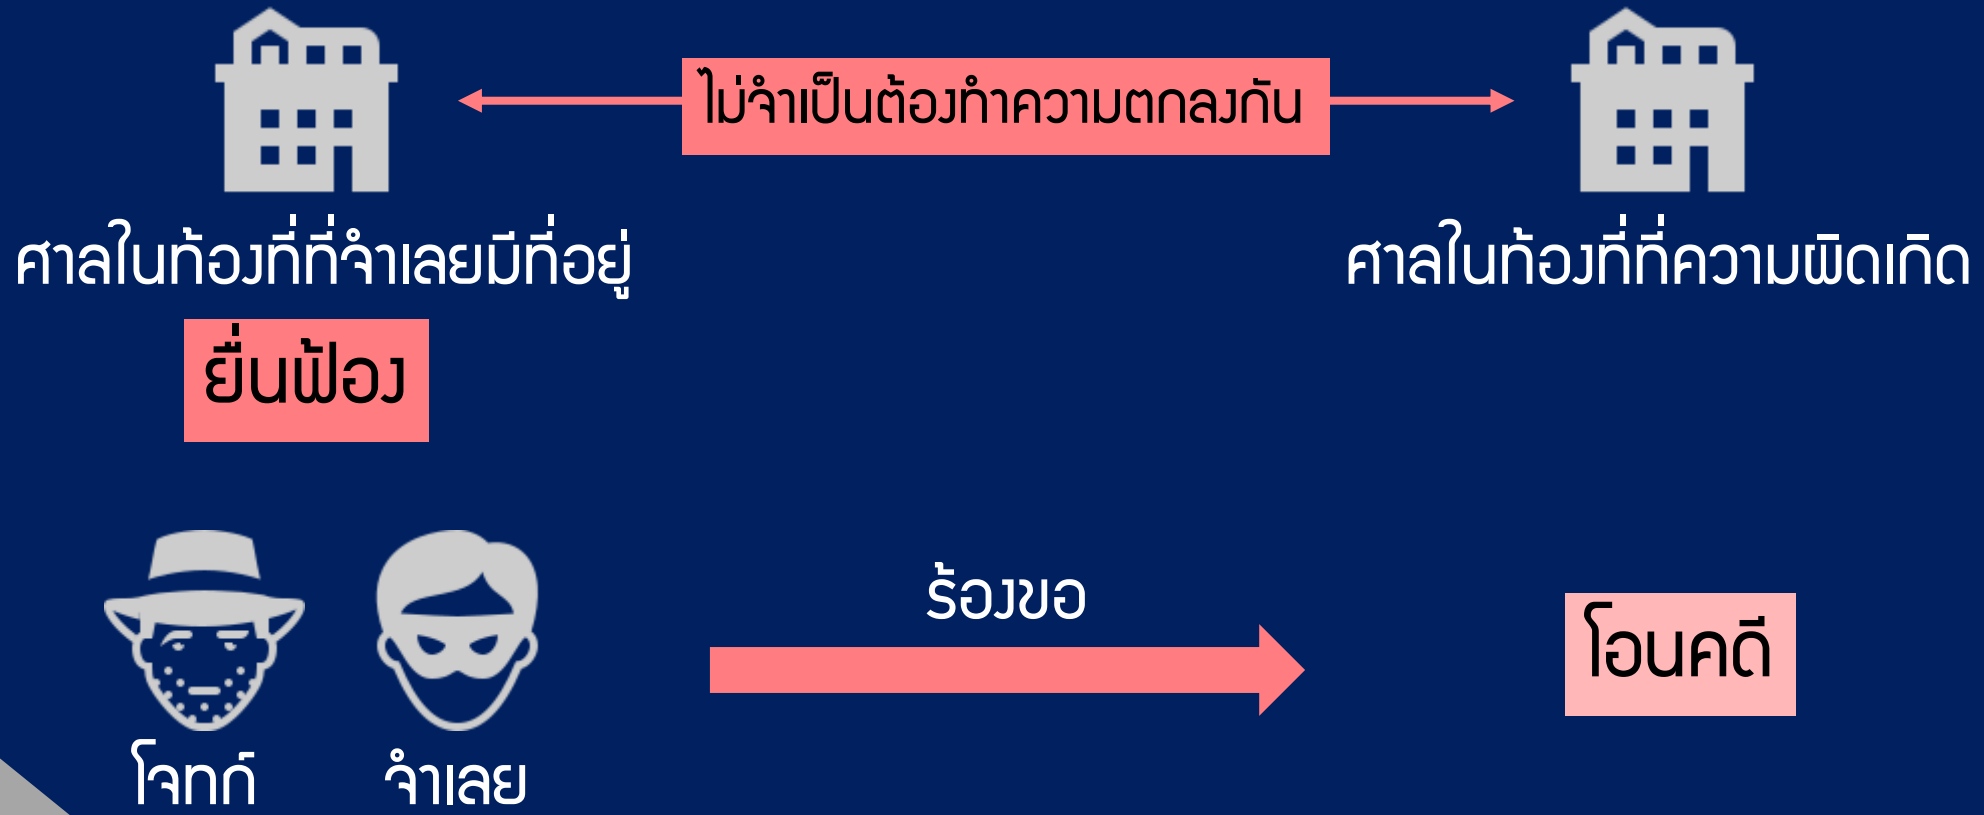 ไม่จำเป็นต้องทำความตกลงกัน
ศาลในท้องที่ที่จำเลยมีที่อยู่
ศาลในท้องที่ที่ความผิดเกิด
ยื่นฟ้อง
ร้องขอ
โอนคดี
โจทก์
จำเลย